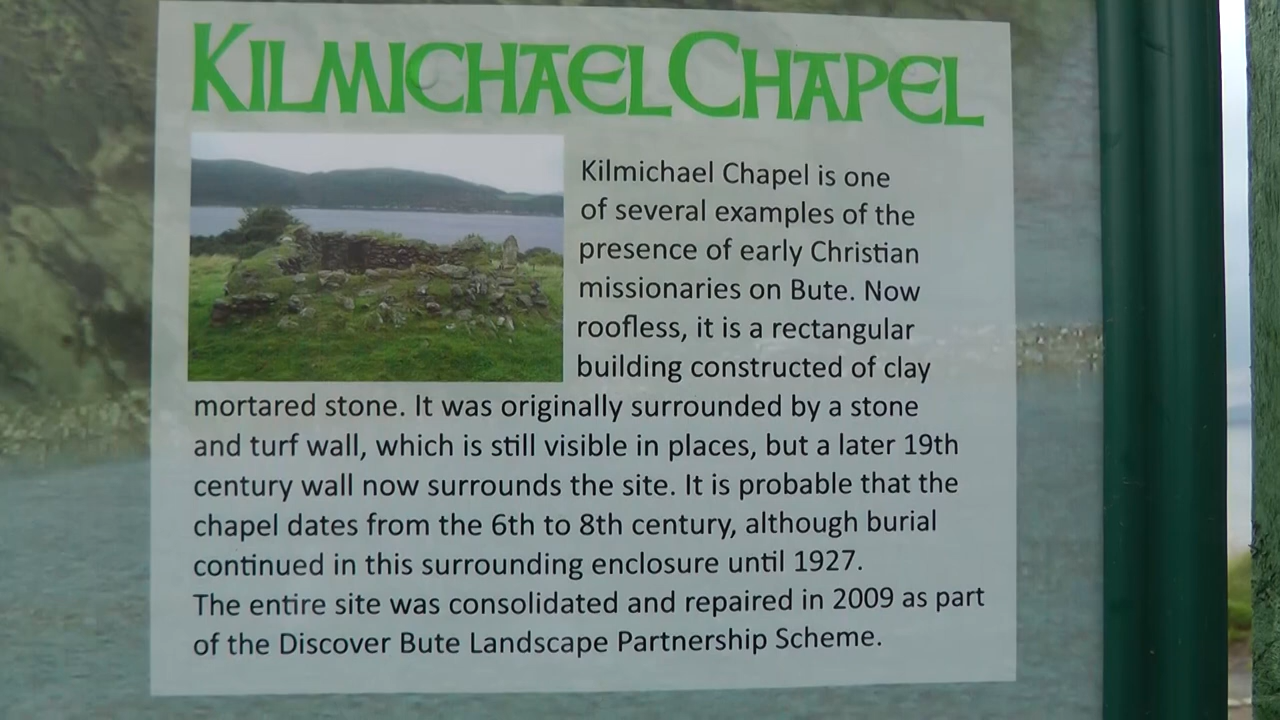 KILMICHAEL CHAPEL
Kilmichael Chapel is one
of several examples of the
presence of early Christian
missionaries on Bute. Now
roofless, it is a rectangular
building constructed of clay
mortared stone. It was originally surrounded by a stone
and turf wall, which is still visible in places, but a later 19th
century wall now surrounds the site. It is probable that the
chapel dates from the 6th to 8th century, although burial
continued in this surrounding enclosure until 1927.
The entire site was consolidated and repaired in 2009 as part
of the Discover Bute Landscape Partnership Scheme.